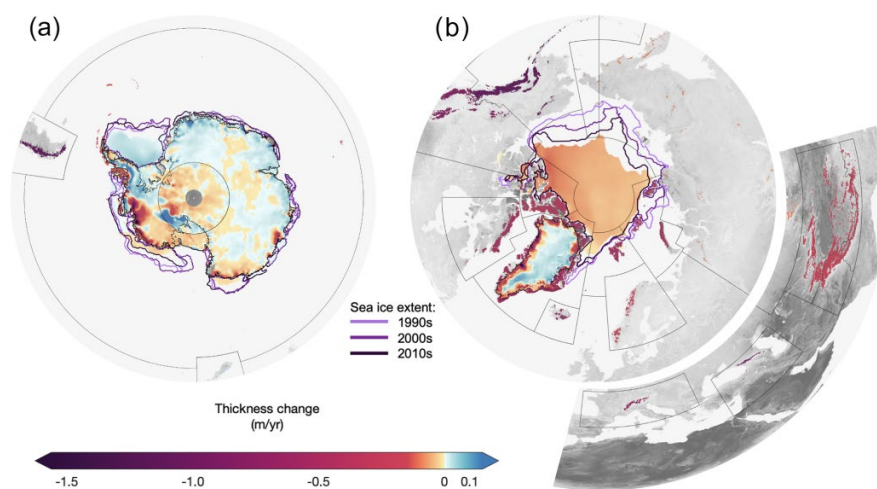 (a)
(b)
Sea ice extent:
1990s
2000s
2010s
Thickness change
(m/yr)
-1.5 -1.0 -0.5 0 0.1